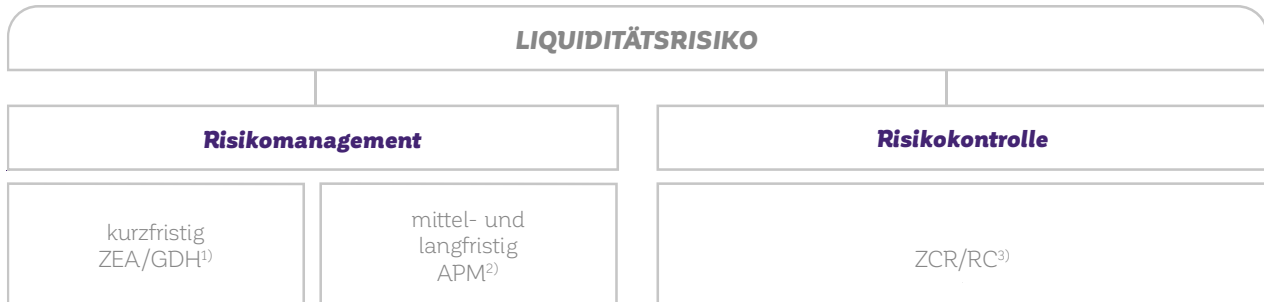 LIQUIDITÄTSRISIKO
Risikomanagement
Risikokontrolle
kurzfristig
ZEA/GDH1)
mittel- und
langfristig
APM2)
ZCR/RC3)